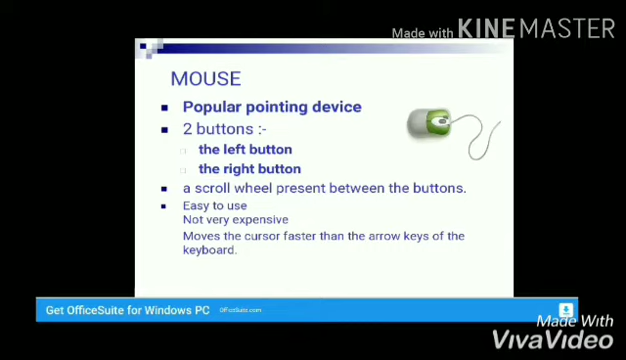 Made with KINEMASTER
MOUSE
Popular pointing device
2 buttons :-
the left button
the right button
a scroll wheel present between the buttons.
Easy to use
Not very expensive
Moves the cursor faster than the arrow keys of the
keyboard.
Get OfficeSuite for Windows PC OfficeSuite.com
Made With
VivaVideo